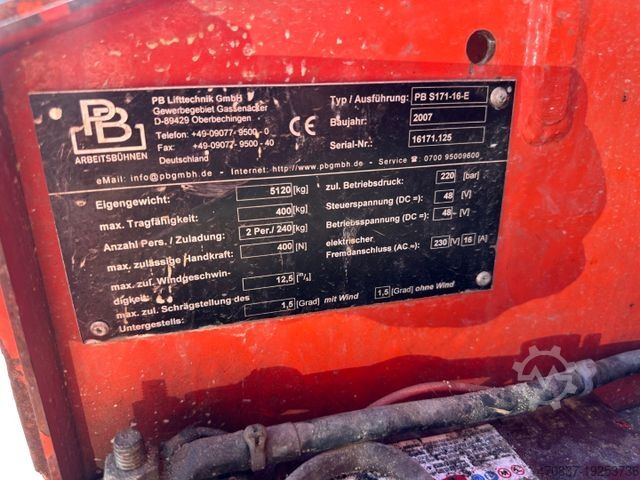 PB
ARBEITSBÜHNEN
PB Lifttechnik GmbH
Gewerbegebiet Gassenäcker
D-89429 Oberbechingen
Telefon: +49-09077-9500-0
Fax: +49-09077-9500-40
Deutschland
CE
Typ / Ausführung: PB S171-16-E
Baujahr: 2007
Serial-Nr.: 16171.125
eMail: info@pbgmbh.de - Internet: http://www.pbgmbh.de - Service ☎ 0700 95009600
Eigengewicht: 5120 [kg]
max. Tragfähigkeit: 400 [kg]
Anzahl Pers. / Zuladung: 2 Per./ 240 [kg]
max. zulässige Handkraft: 400 [N]
max. zul. Windgeschwin-
digkeit: 12,5 [m/s]
max. zul. Schrägstellung des
Untergestells: 1,5 [Grad] mit Wind 1,5 [Grad] ohne Wind
zul. Betriebsdruck: 220 [bar]
Steuerspannung (DC =): 48 [V]
Betriebsspannung (DC =): 48 [V]
elektrischer
Fremdanschluss (AC ~): 230 [V] 16 [A]